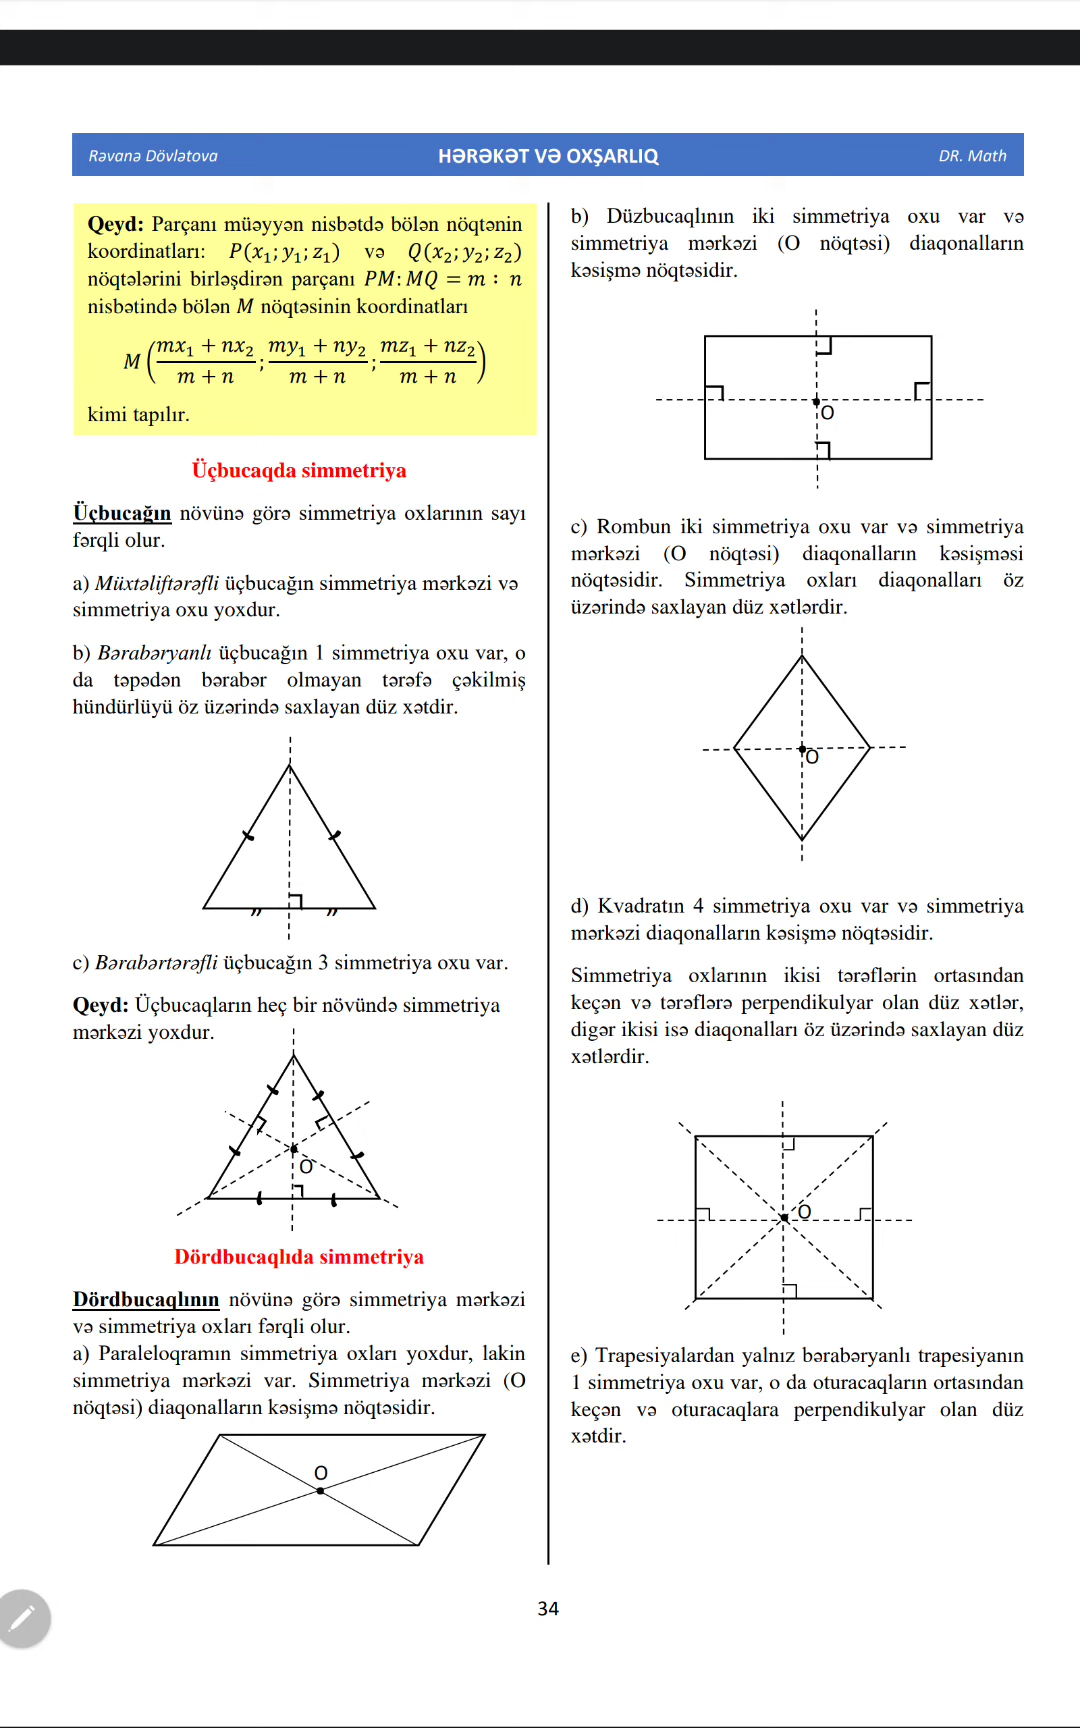 Rəvanə Dövlətova
HƏRƏKƏT VƏ OXŞARLIQ
DR. Math
Qeyd: Parçanı müəyyən nisbətdə bölən nöqtənin
koordinatları: P(x₁; y₁; z₁) və Q(x₂; y₂; z₂)
nöqtələrini birləşdirən parçanı PM: MQ = m : n
nisbətində bölən M nöqtəsinin koordinatları
M((mx₁ + nx₂)/(m + n); (my₁ + ny₂)/(m + n); (mz₁ + nz₂)/(m + n))
kimi tapılır.
Üçbucaqda simmetriya
Üçbucağın növünə görə simmetriya oxlarının sayı
fərqli olur.
a) Müxtəliftərəfli üçbucağın simmetriya mərkəzi və
simmetriya oxu yoxdur.
b) Bərabəryanlı üçbucağın 1 simmetriya oxu var, o
da təpədən bərabər olmayan tərəfə çəkilmiş
hündürlüyü öz üzərində saxlayan düz xətdir.
c) Bərabərtərəfli üçbucağın 3 simmetriya oxu var.
Qeyd: Üçbucaqların heç bir növündə simmetriya
mərkəzi yoxdur.
O
Dördbucaqlıda simmetriya
Dördbucaqlının növünə görə simmetriya mərkəzi
və simmetriya oxları fərqli olur.
a) Paraleloqramın simmetriya oxları yoxdur, lakin
simmetriya mərkəzi var. Simmetriya mərkəzi (O
nöqtəsi) diaqonalların kəsişmə nöqtəsidir.
O
b) Düzbucaqlının iki simmetriya oxu var və
simmetriya mərkəzi (O nöqtəsi) diaqonalların
kəsişmə nöqtəsidir.
O
c) Rombun iki simmetriya oxu var və simmetriya
mərkəzi (O nöqtəsi) diaqonalların kəsişməsi
nöqtəsidir. Simmetriya oxları diaqonalları öz
üzərində saxlayan düz xətlərdir.
O
d) Kvadratın 4 simmetriya oxu var və simmetriya
mərkəzi diaqonalların kəsişmə nöqtəsidir.
Simmetriya oxlarının ikisi tərəflərin ortasından
keçən və tərəflərə perpendikulyar olan düz xətlər,
digər ikisi isə diaqonalları öz üzərində saxlayan düz
xətlərdir.
O
e) Trapesiyalardan yalnız bərabəryanlı trapesiyanın
1 simmetriya oxu var, o da oturacaqların ortasından
keçən və oturacaqlara perpendikulyar olan düz
xətdir.
34